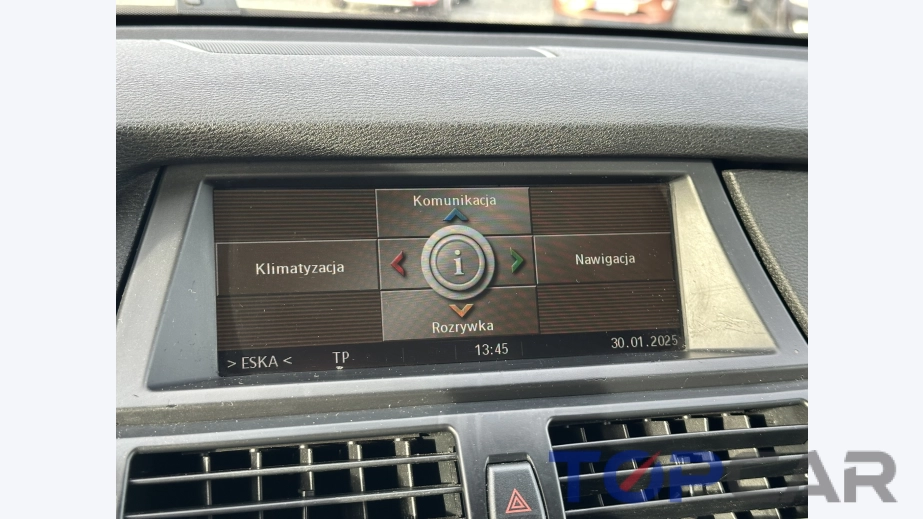 Komunikacja
Klimatyzacja
i
Nawigacja
Rozrywka
> ESKA <
TP
13:45
30.01.2025
TOPCAR